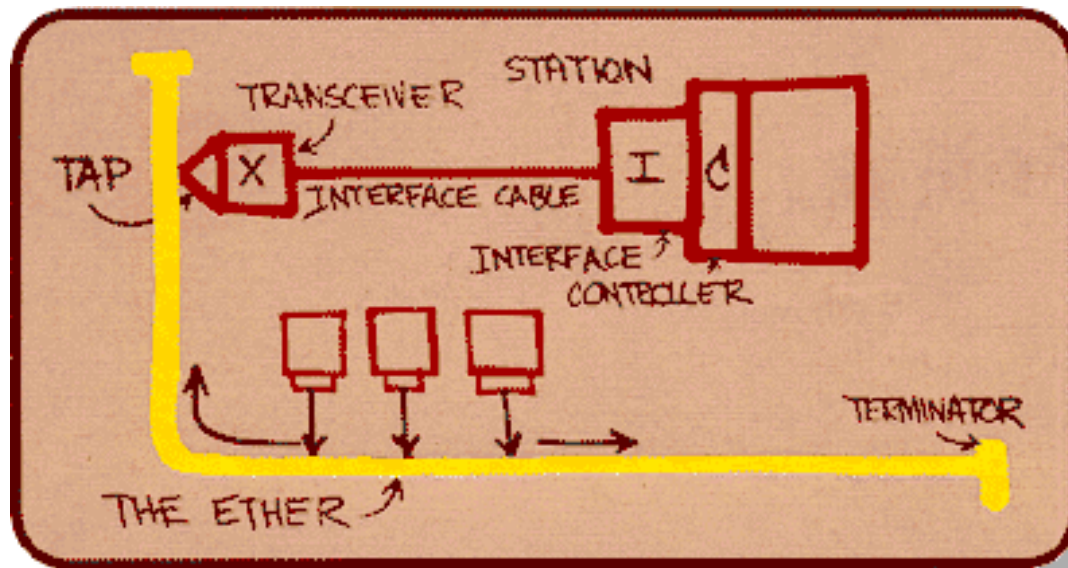 STATION
TRANSCEIVER
TAP
X
I
C
INTERFACE CABLE
INTERFACE
CONTROLLER
TERMINATOR
THE ETHER